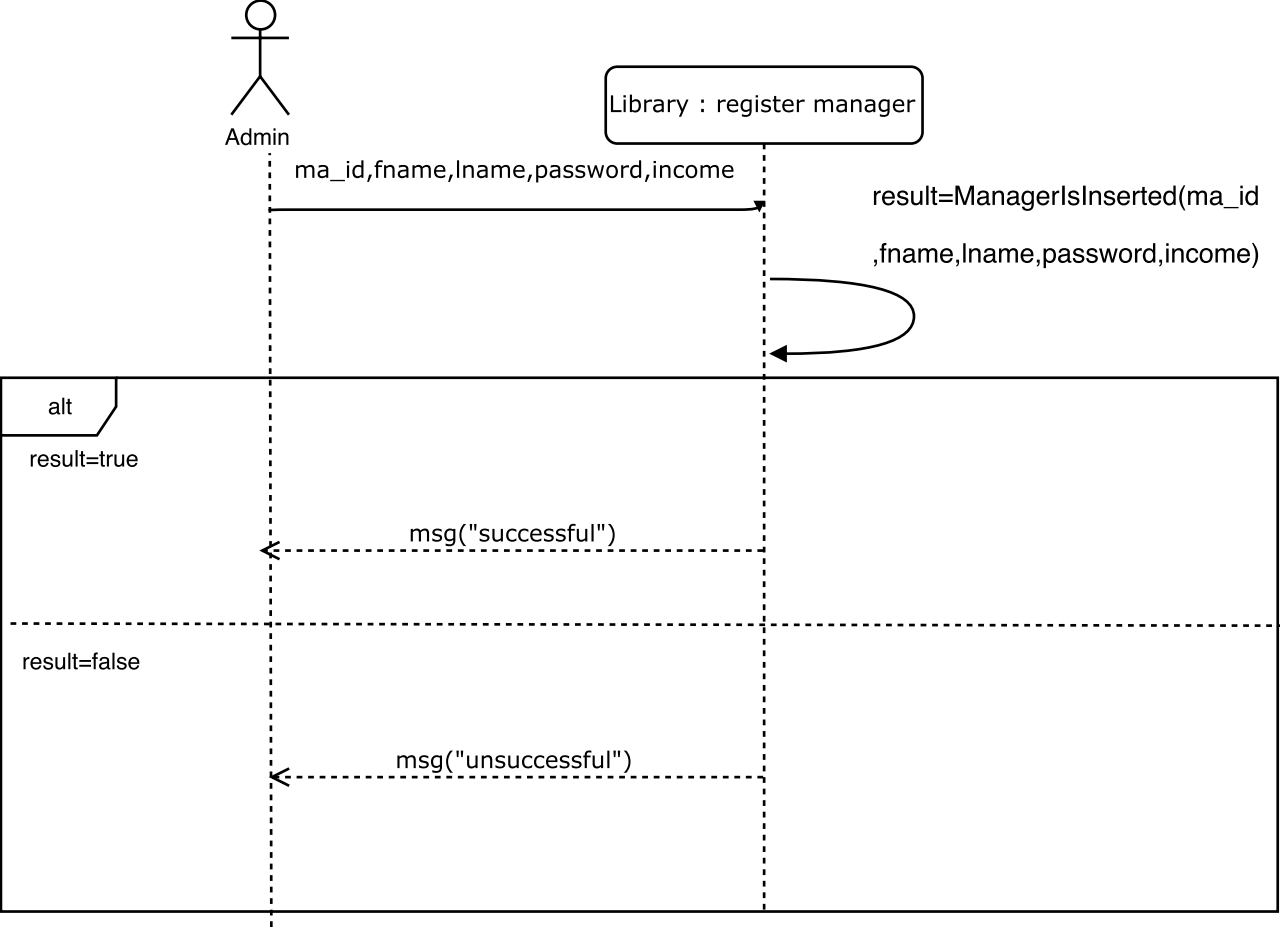 Admin
Library : register manager
ma_id,fname,lname,password,income
result=ManagerIsInserted(ma_id
,fname,lname,password,income)
alt
result=true
msg("successful")
result=false
msg("unsuccessful")